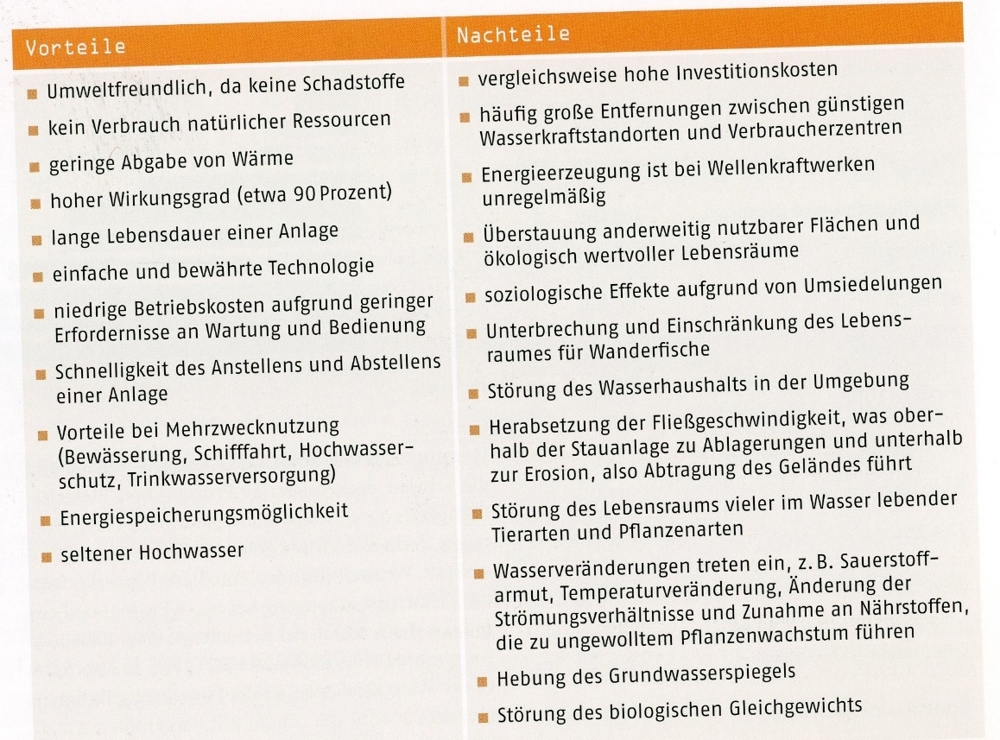 Vorteile
Umweltfreundlich, da keine Schadstoffe
kein Verbrauch natürlicher Ressourcen
geringe Abgabe von Wärme
hoher Wirkungsgrad (etwa 90 Prozent)
lange Lebensdauer einer Anlage
einfache und bewährte Technologie
niedrige Betriebskosten aufgrund geringer
Erfordernisse an Wartung und Bedienung
Schnelligkeit des Anstellens und Abstellens
einer Anlage
Vorteile bei Mehrzwecknutzung
(Bewässerung, Schifffahrt, Hochwasser-
schutz, Trinkwasserversorgung)
Energiespeicherungsmöglichkeit
seltener Hochwasser
Nachteile
vergleichsweise hohe Investitionskosten
häufig große Entfernungen zwischen günstigen
Wasserkraftstandorten und Verbraucherzentren
Energieerzeugung ist bei Wellenkraftwerken
unregelmäßig
Überstauung anderweitig nutzbarer Flächen und
ökologisch wertvoller Lebensräume
soziologische Effekte aufgrund von Umsiedelungen
Unterbrechung und Einschränkung des Lebens-
raumes für Wanderfische
Störung des Wasserhaushalts in der Umgebung
Herabsetzung der Fließgeschwindigkeit, was ober-
halb der Stauanlage zu Ablagerungen und unterhalb
zur Erosion, also Abtragung des Geländes führt
Störung des Lebensraums vieler im Wasser lebender
Tierarten und Pflanzenarten
Wasserveränderungen treten ein, z. B. Sauerstoff-
armut, Temperaturveränderung, Änderung der
Strömungsverhältnisse und Zunahme an Nährstoffen,
die zu ungewolltem Pflanzenwachstum führen
Hebung des Grundwasserspiegels
Störung des biologischen Gleichgewichts